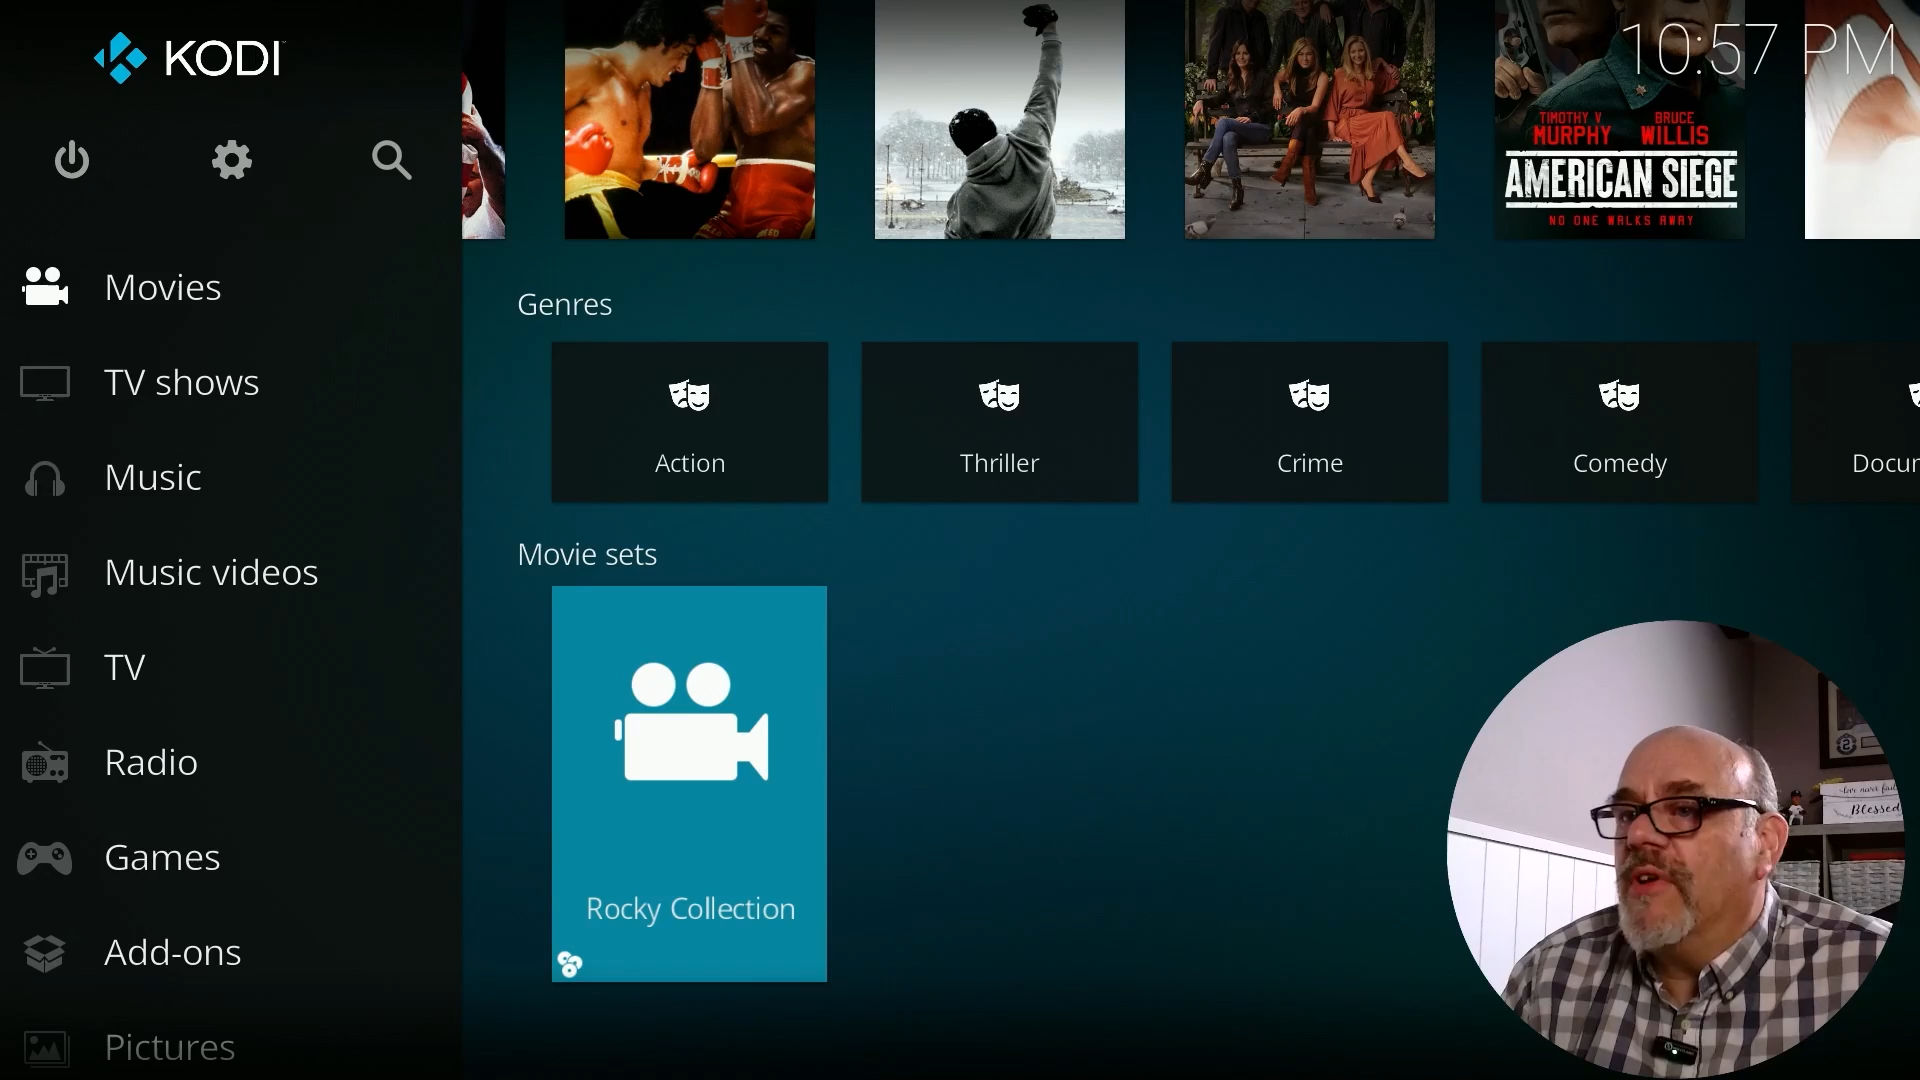 KODI
10:57 PM
TIMOTHY V
MURPHY
BRUCE
WILLIS
AMERICAN SIEGE
NO ONE WALKS AWAY
Movies
TV shows
Music
Music videos
TV
Radio
Games
Add-ons
Pictures
Genres
Action
Thriller
Crime
Comedy
Docum
Movie sets
Rocky Collection
Blessed